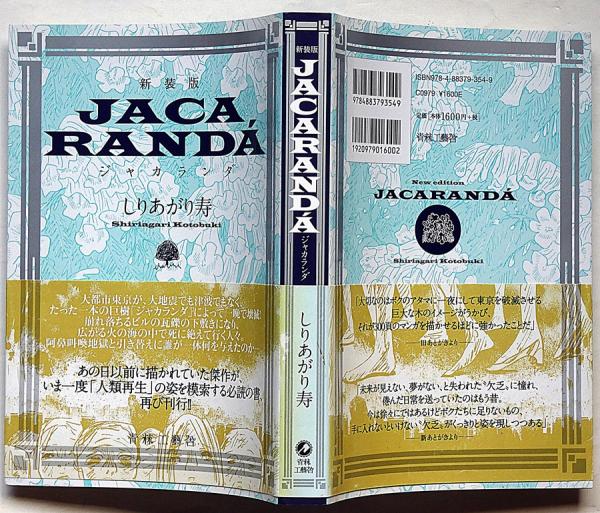 新装版
JACA
RANDÁ
ジャカランダ
しりあがり寿
Shiriagari Kotobuki
大都市東京が、大地震でも津波でもなく、
たった一本の巨樹『ジャカランダ』によって一晩で壊滅!
崩れ落ちるビルの瓦礫の下敷きになり、
広がる火の海の中で死に絶えて行く人々。
阿鼻叫喚地獄と引き替えに誰が一体何を与えたのか—
あの日以前に描かれていた傑作が、
いま一度「人類再生」の姿を模索する必読の書、
再び刊行!!
青林工藝舎
新装版
JACARANDÁ
ジャカランダ
しりあがり寿
青林
工藝舎
9784883793549
1920979016002
ISBN978-4-88379-354-9
C0979 ¥1600E
定価 本体1600円+税
青林工藝舎
New edition
JACARANDÁ
Shiriagari Kotobuki
「大切なのはボクのアタマに一夜にして東京を破滅させる
巨大な木のイメージがうかび、
それが300頁のマンガを描かせるほどに強かったことだ」
——旧あとがきより——
「未来が見えない、夢がない、と失われた“欠乏”に憧れ、
倦んだ日常を送っていたのはもう昔。
今は徐々にではあるけどボクたちに足りないもの、
手に入れないといけない“欠乏”がくっきりと姿を現しつつある」
——新あとがきより——